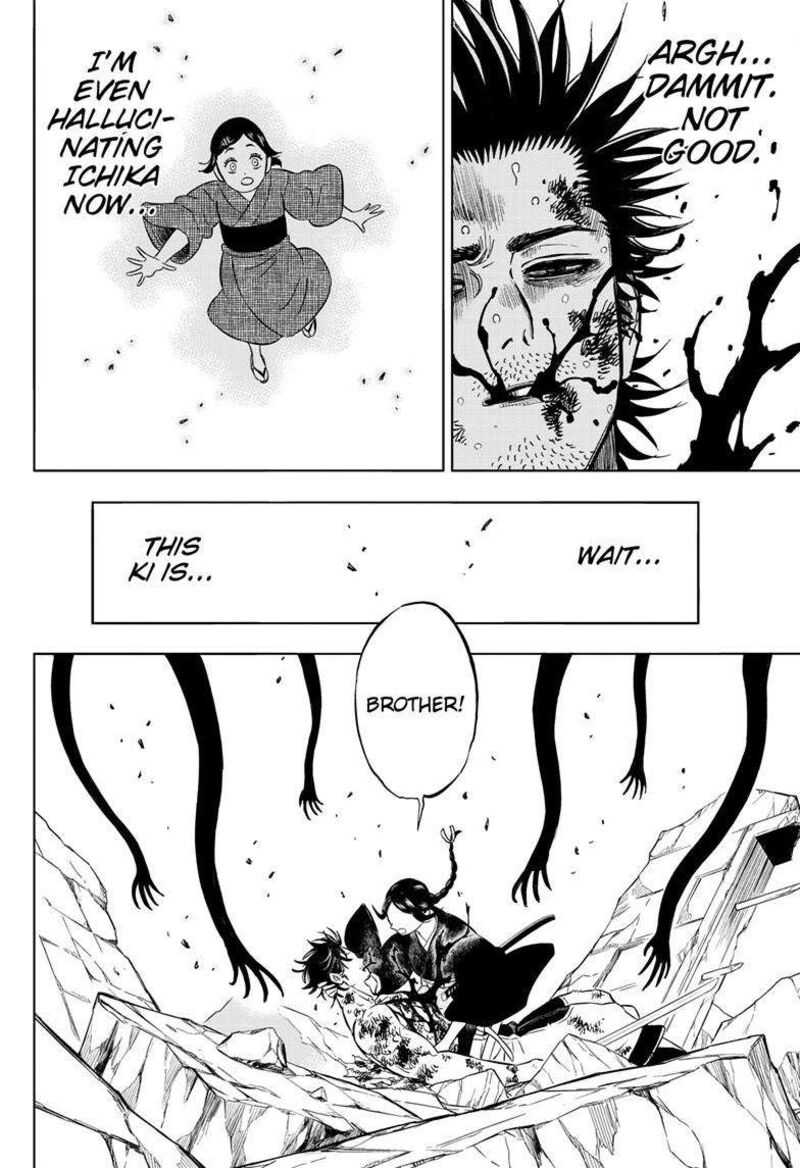 ARGH...
DAMMIT.
NOT
GOOD.
I'M
EVEN
HALLUCI-
NATING
ICHIKA
NOW...
WAIT...
THIS
KI IS...
BROTHER!